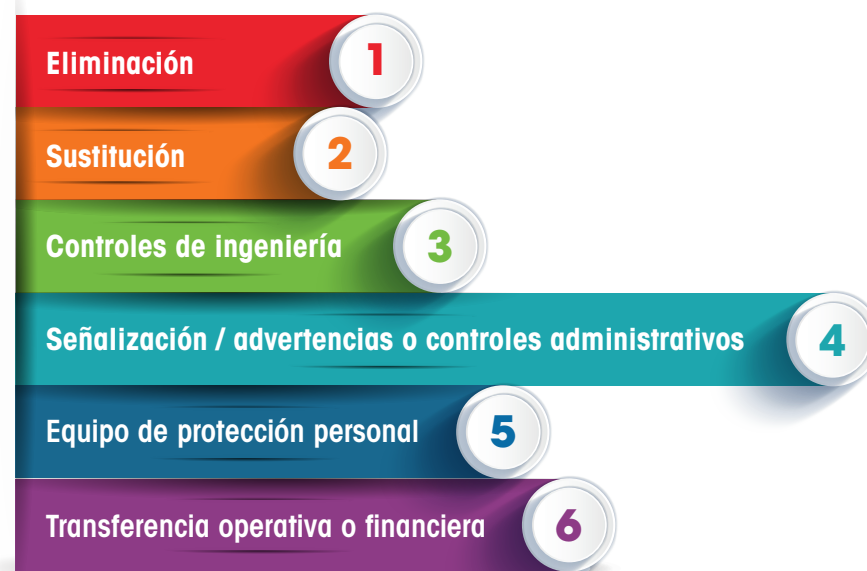 Eliminación 1
Sustitución 2
Controles de ingeniería 3
Señalización / advertencias o controles administrativos 4
Equipo de protección personal 5
Transferencia operativa o financiera 6